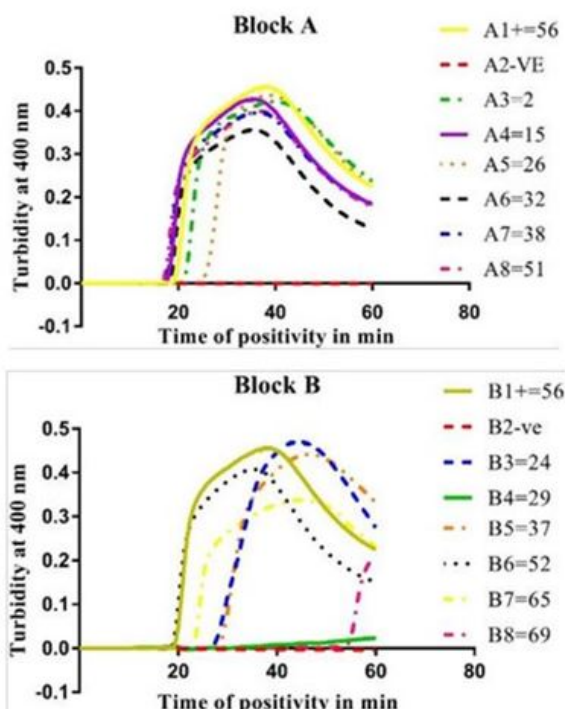 Block A
Turbidity at 400 nm
0.5
0.4
0.3
0.2
0.1
0.0
-0.1
20
40
60
80
Time of positivity in min
A1+=56
A2-VE
A3=2
A4=15
A5=26
A6=32
A7=38
A8=51
Block B
Turbidity at 400 nm
0.5
0.4
0.3
0.2
0.1
0.0
-0.1
20
40
60
80
Time of positivity in min
B1+=56
B2-ve
B3=24
B4=29
B5=37
B6=52
B7=65
B8=69